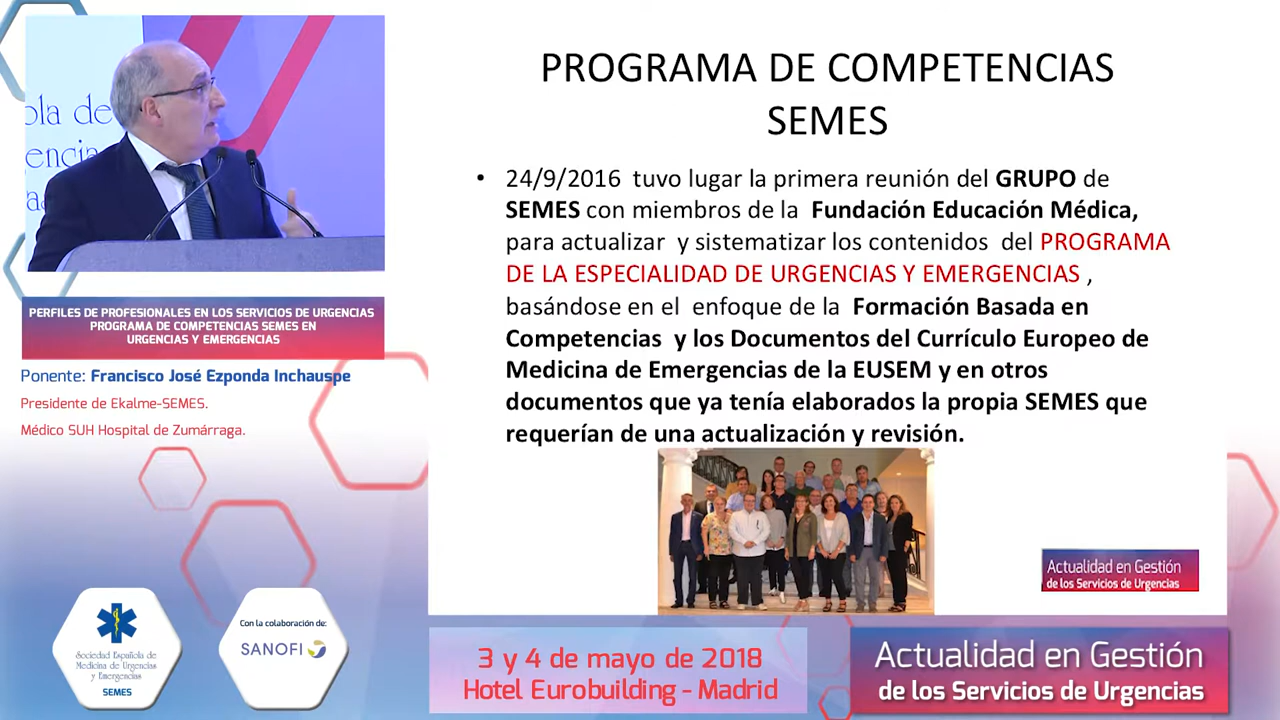 ola de
encia
PERFILES DE PROFESIONALES EN LOS SERVICIOS DE URGENCIAS
PROGRAMA DE COMPETENCIAS SEMES EN
URGENCIAS Y EMERGENCIAS
Ponente: Francisco José Ezponda Inchauspe
Presidente de Ekalme-SEMES.
Médico SUH Hospital de Zumárraga.
Sociedad Española de
Medicina de Urgencias
y Emergencias
SEMES
Con la colaboración de:
SANOFI
PROGRAMA DE COMPETENCIAS
SEMES
• 24/9/2016 tuvo lugar la primera reunión del GRUPO de
SEMES con miembros de la Fundación Educación Médica,
para actualizar y sistematizar los contenidos del PROGRAMA
DE LA ESPECIALIDAD DE URGENCIAS Y EMERGENCIAS ,
basándose en el enfoque de la Formación Basada en
Competencias y los Documentos del Currículo Europeo de
Medicina de Emergencias de la EUSEM y en otros
documentos que ya tenía elaborados la propia SEMES que
requerían de una actualización y revisión.
Actualidad en Gestión
de los Servicios de Urgencias
3 y 4 de mayo de 2018
Hotel Eurobuilding - Madrid
Actualidad en Gestión
de los Servicios de Urgencias